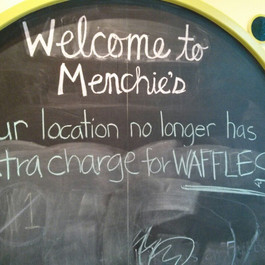 Welcome to
Menchie's
ur location no longer has
tra charge for WAFFLES